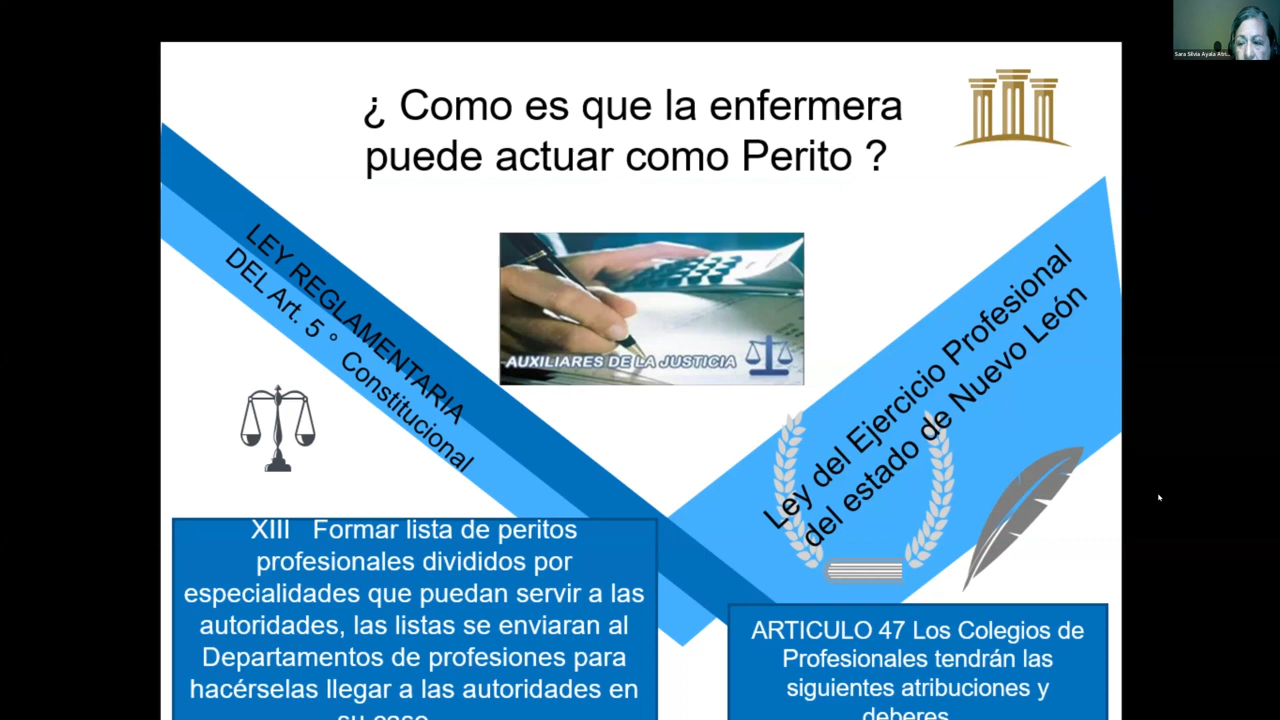 ¿ Como es que la enfermera
puede actuar como Perito ?
LEY REGLAMENTARIA
DEL Art. 5 ° Constitucional
AUXILIARES DE LA JUSTICIA
Ley del Ejercicio Profesional
del estado de Nuevo León
XIII Formar lista de peritos
profesionales divididos por
especialidades que puedan servir a las
autoridades, las listas se enviaran al
Departamentos de profesiones para
hacérselas llegar a las autoridades en
su caso
ARTICULO 47 Los Colegios de
Profesionales tendrán las
siguientes atribuciones y
deberes
Sara Silvia Ayala